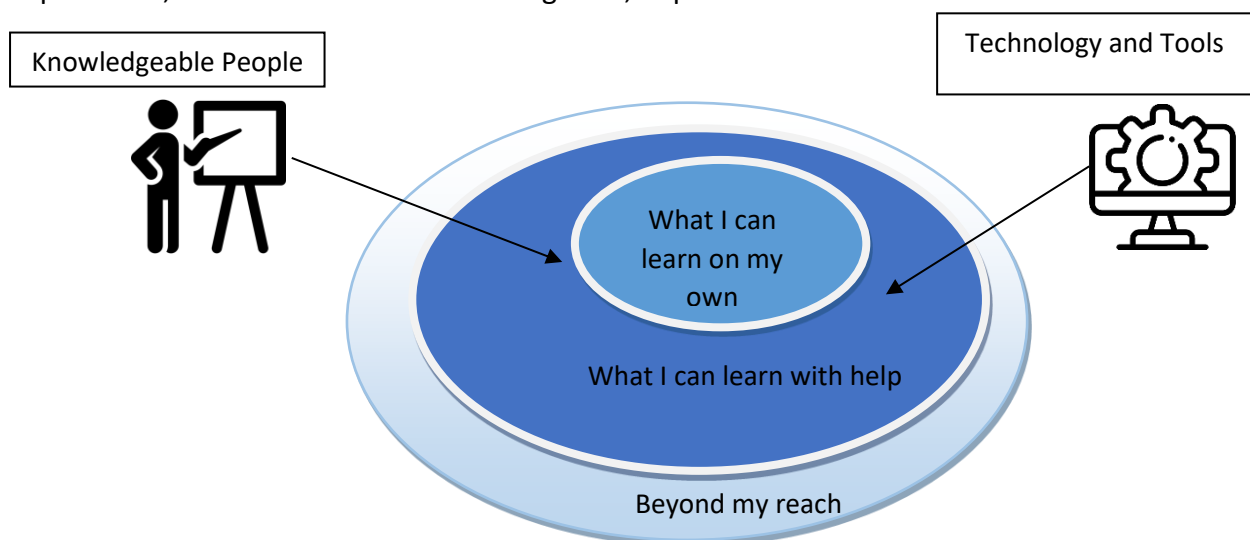 Knowledgeable People
Technology and Tools
What I can
learn on my
own
What I can learn with help
Beyond my reach